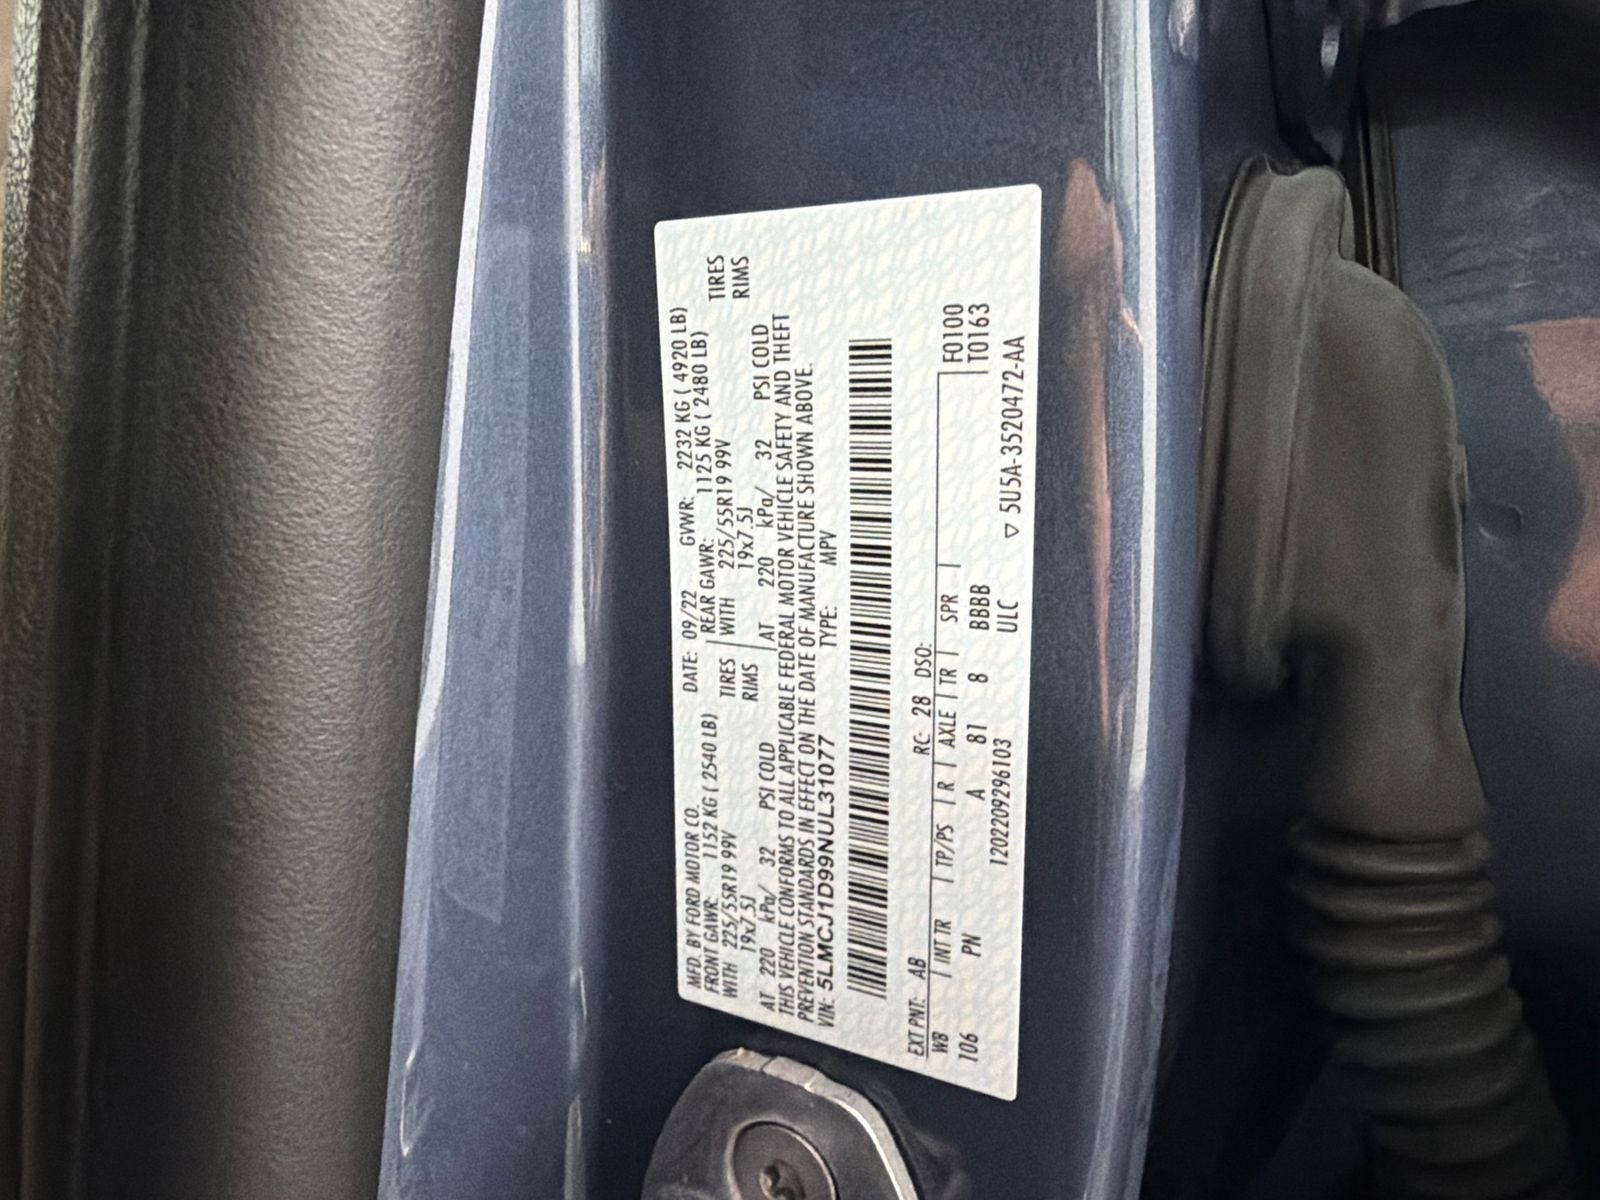 MFD. BY FORD MOTOR CO. DATE: 09/22 GVWR: 2232 KG ( 4920 LB)
FRONT GAWR: 1152 KG ( 2540 LB) REAR GAWR: 1125 KG ( 2480 LB)
WITH 225/55R19 99V TIRES WITH 225/55R19 99V TIRES
19x7.5J RIMS 19x7.5J RIMS
AT 220 kPa/ 32 PSI COLD AT 220 kPa/ 32 PSI COLD
THIS VEHICLE CONFORMS TO ALL APPLICABLE FEDERAL MOTOR VEHICLE SAFETY AND THEFT
PREVENTION STANDARDS IN EFFECT ON THE DATE OF MANUFACTURE SHOWN ABOVE.
VIN: 5LMCJ1D99NUL31077 TYPE: MPV
EXT PNT: AB RC: 28 DSO:
WB INT TR TP/PS R AXLE TR SPR F0100
106 PN A 81 8 BBBB T0163
120220929610​3 ULC ▽ 5U5A-3520472-AA